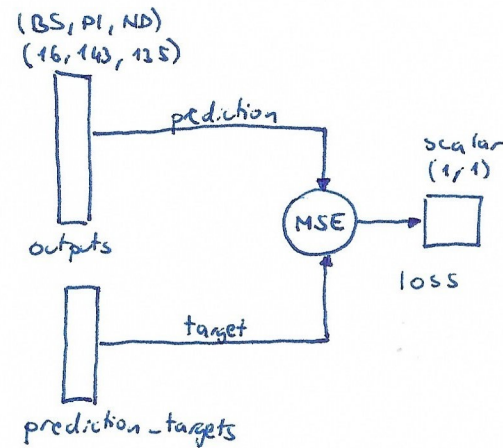 (BS, PI, ND)
(16, 143, 135)
prediction
scalar
(1, 1)
MSE
outputs
loss
target
prediction_targets